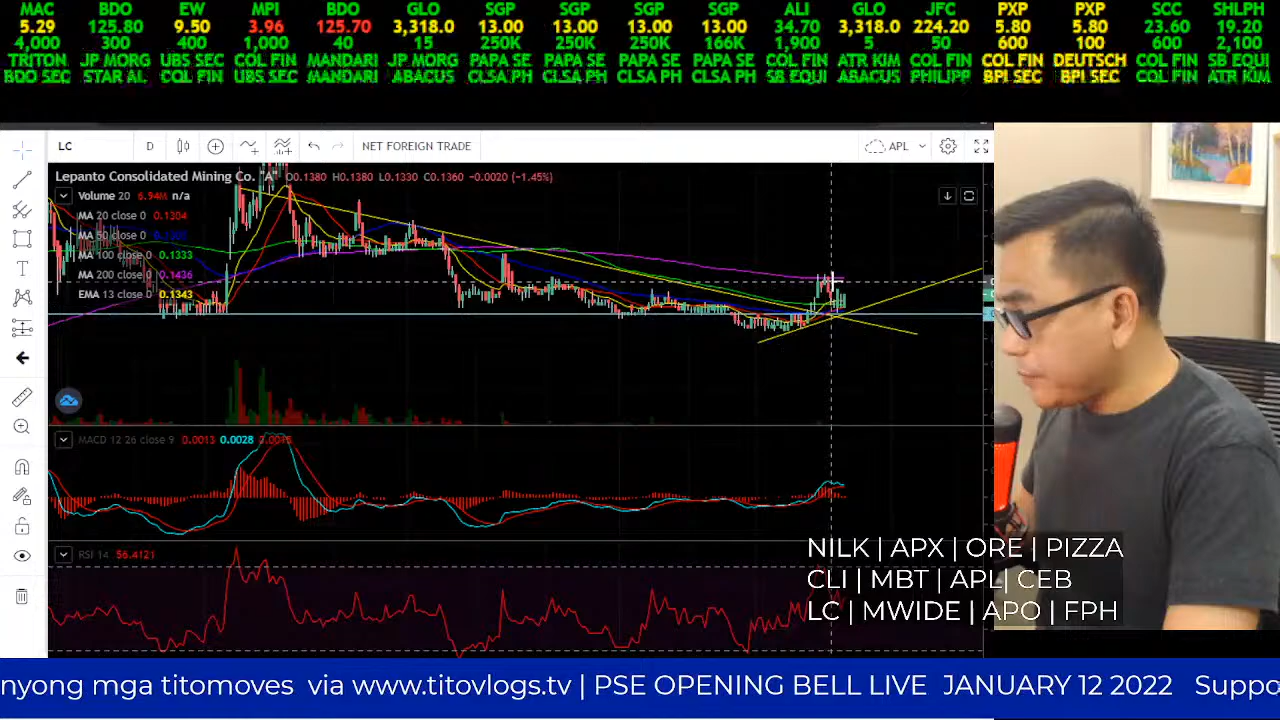 MAC BDO EW MPI BDO GLO SGP SGP SGP SGP ALI GLO JFC PXP PXP SCC SHLPH
5.29 125.80 9.50 3.96 125.70 3,318.0 13.00 13.00 13.00 13.00 34.70 3,318.0 224.20 5.80 5.80 23.60 19.20
4,000 300 400 1,000 40 15 250K 250K 250K 166K 1,900 5 50 600 100 600 2,100
TRITON JP MORG UBS SEC COL FIN MANDARI JP MORG PAPA SE PAPA SE PAPA SE PAPA SE COL FIN ATR KIM COL FIN COL FIN DEUTSCH COL FIN SB EQUI
BDO SEC STAR AL COL FIN UBS SEC MANDARI ABACUS CLSA PH CLSA PH CLSA PH CLSA PH SB EQUI ABACUS PHILIPP BPI SEC BPI SEC COL FIN ATR KIM
LC D NET FOREIGN TRADE APL
Lepanto Consolidated Mining Co. "A" O0.1380 H0.1380 L0.1330 C0.1360 −0.0020 (−1.45%)
Volume 20 6.94M n/a
MA 20 close 0 0.1304
MA 50 close 0
MA 100 close 0 0.1333
MA 200 close 0 0.1436
EMA 13 close 0 0.1343
MACD 12 26 close 9 0.0013 0.0028
RSI 14 56.4121
NILK | APX | ORE | PIZZA
CLI | MBT | APL | CEB
LC | MWIDE | APO | FPH
nyong mga titomoves via www.titovlogs.tv | PSE OPENING BELL LIVE JANUARY 12 2022 Suppo